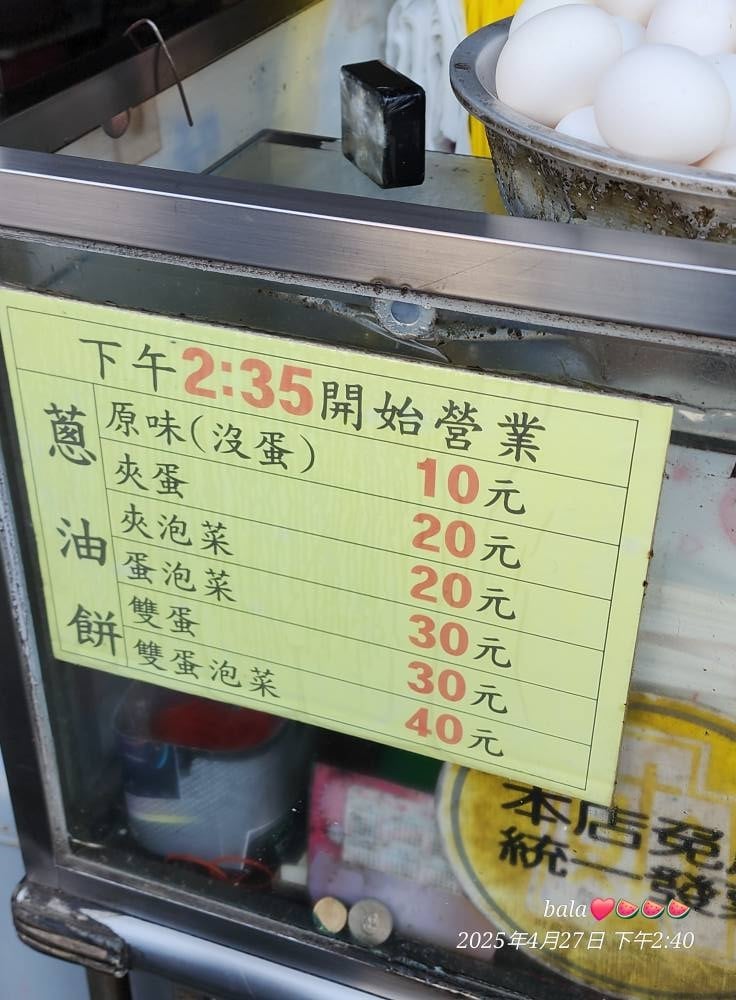 下午2:35開始營業
蔥油餅
原味(沒蛋) 10元
夾蛋 20元
夾泡菜 20元
蛋泡菜 30元
雙蛋 30元
雙蛋泡菜 40元
本店免
統一發
bala❤️🍉🍉🍉
2025年4月27日 下午2:40